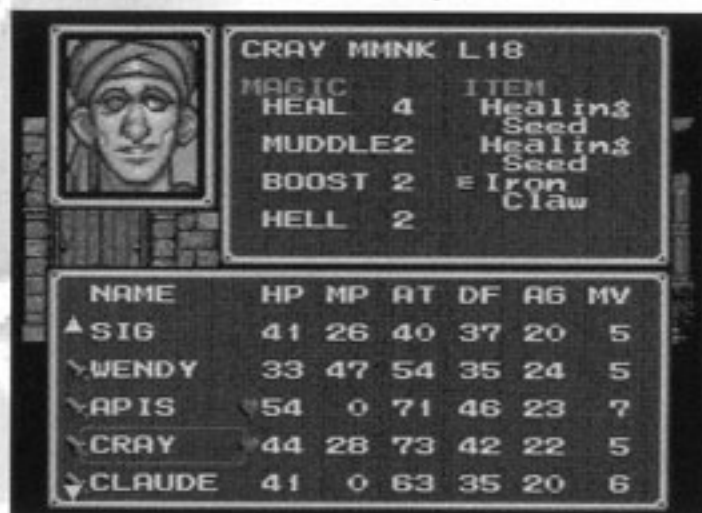 CRAY MMNK L18
MAGIC ITEM
HEAL 4 Healing
Seed
MUDDLE2 Healing
Seed
BOOST 2 E Iron
Claw
HELL 2
NAME HP MP AT DF AG MV
SIG 41 26 40 37 20 5
WENDY 33 47 54 35 24 5
APIS 54 0 71 46 23 7
CRAY 44 28 73 42 22 5
CLAUDE 41 0 63 35 20 6